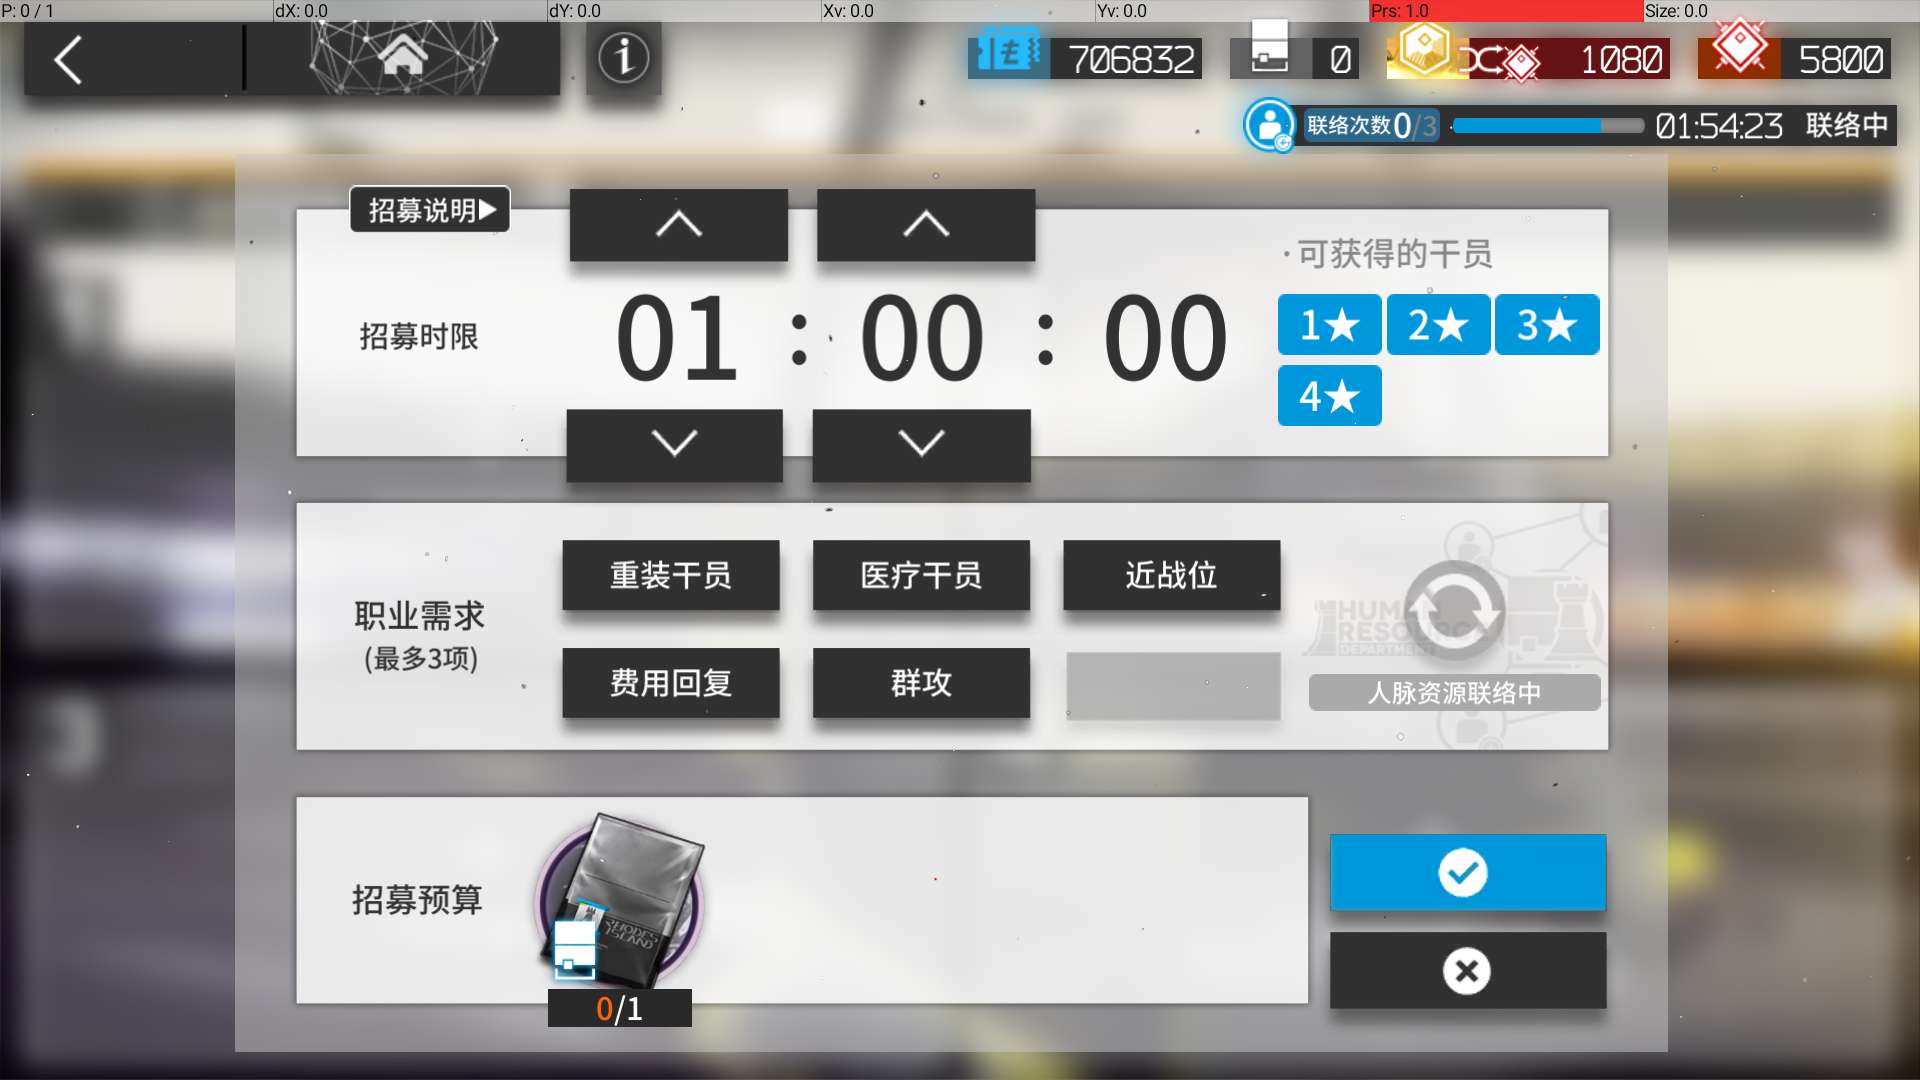 P: 0 / 1 dX: 0.0 dY: 0.0 Xv: 0.0 Yv: 0.0 Prs: 1.0 Size: 0.0
706832 0 1080 5800
联络次数0/3 01:54:23 联络中
招募说明
·可获得的干员
招募时限 01:00:00
1★ 2★ 3★
4★
重装干员 医疗干员 近战位
职业需求
(最多3项)
费用回复 群攻
HUMAN
RESOURCE
DEPARTMENT
人脉资源联络中
招募预算
RHODES
ISLAND
0/1